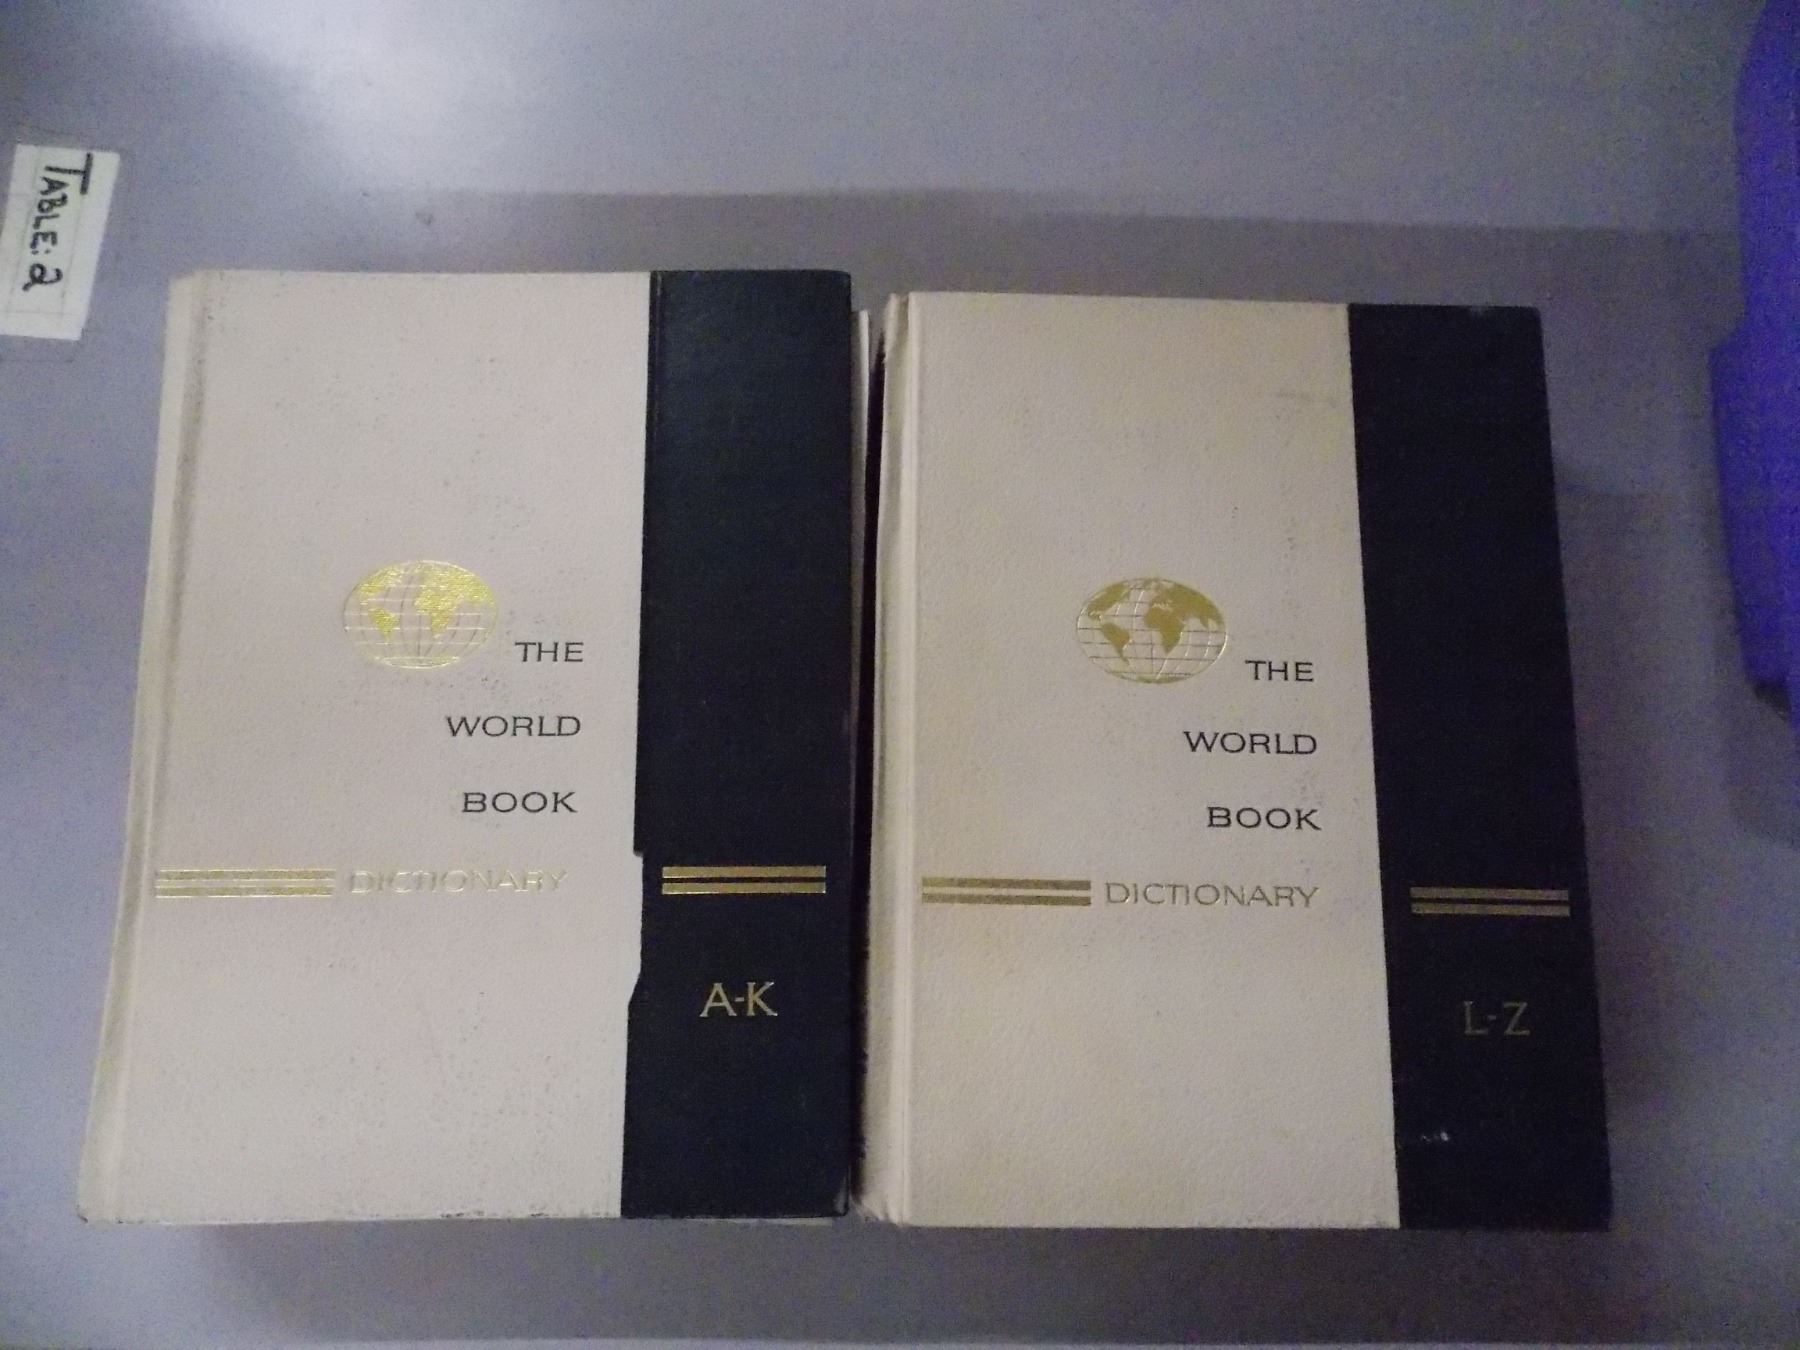 TABLE: 2
THE
WORLD
BOOK
DICTIONARY
A-K
THE
WORLD
BOOK
DICTIONARY
L-Z